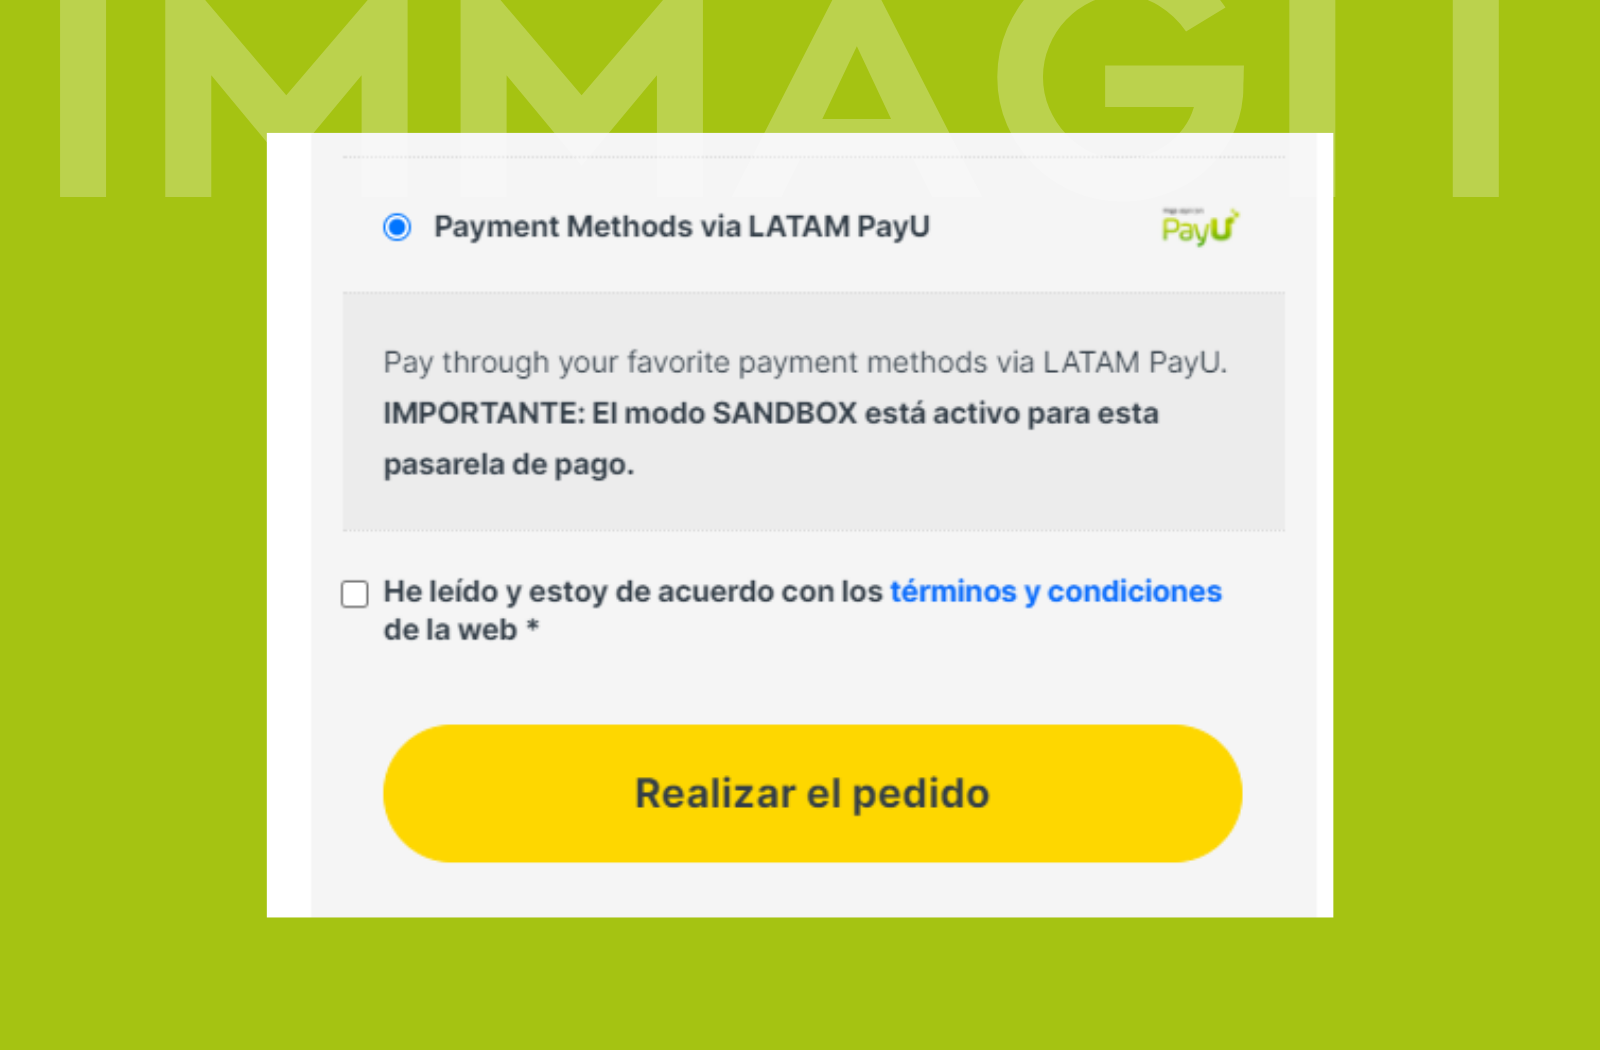 IMMAGIT
Payment Methods via LATAM PayU
PayU
Pay through your favorite payment methods via LATAM PayU.
IMPORTANTE: El modo SANDBOX está activo para esta
pasarela de pago.
He leído y estoy de acuerdo con los términos y condiciones
de la web *
Realizar el pedido